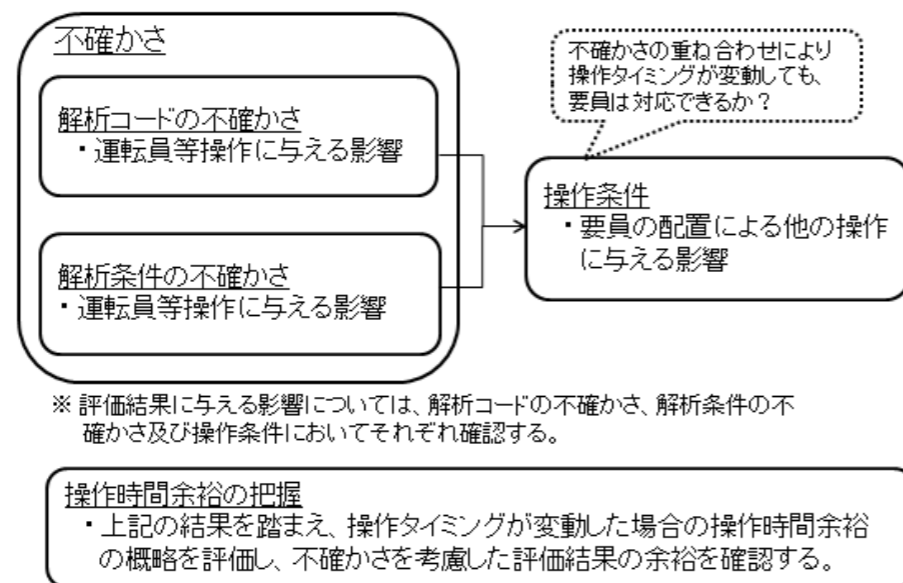 不確かさ
解析コードの不確かさ
・運転員等操作に与える影響
解析条件の不確かさ
・運転員等操作に与える影響
不確かさの重ね合わせにより
操作タイミングが変動しても、
要員は対応できるか？
操作条件
・要員の配置による他の操作
に与える影響
※ 評価結果に与える影響については、解析コードの不確かさ、解析条件の不
確かさ及び操作条件においてそれぞれ確認する。
操作時間余裕の把握
・上記の結果を踏まえ、操作タイミングが変動した場合の操作時間余裕
の概略を評価し、不確かさを考慮した評価結果の余裕を確認する。